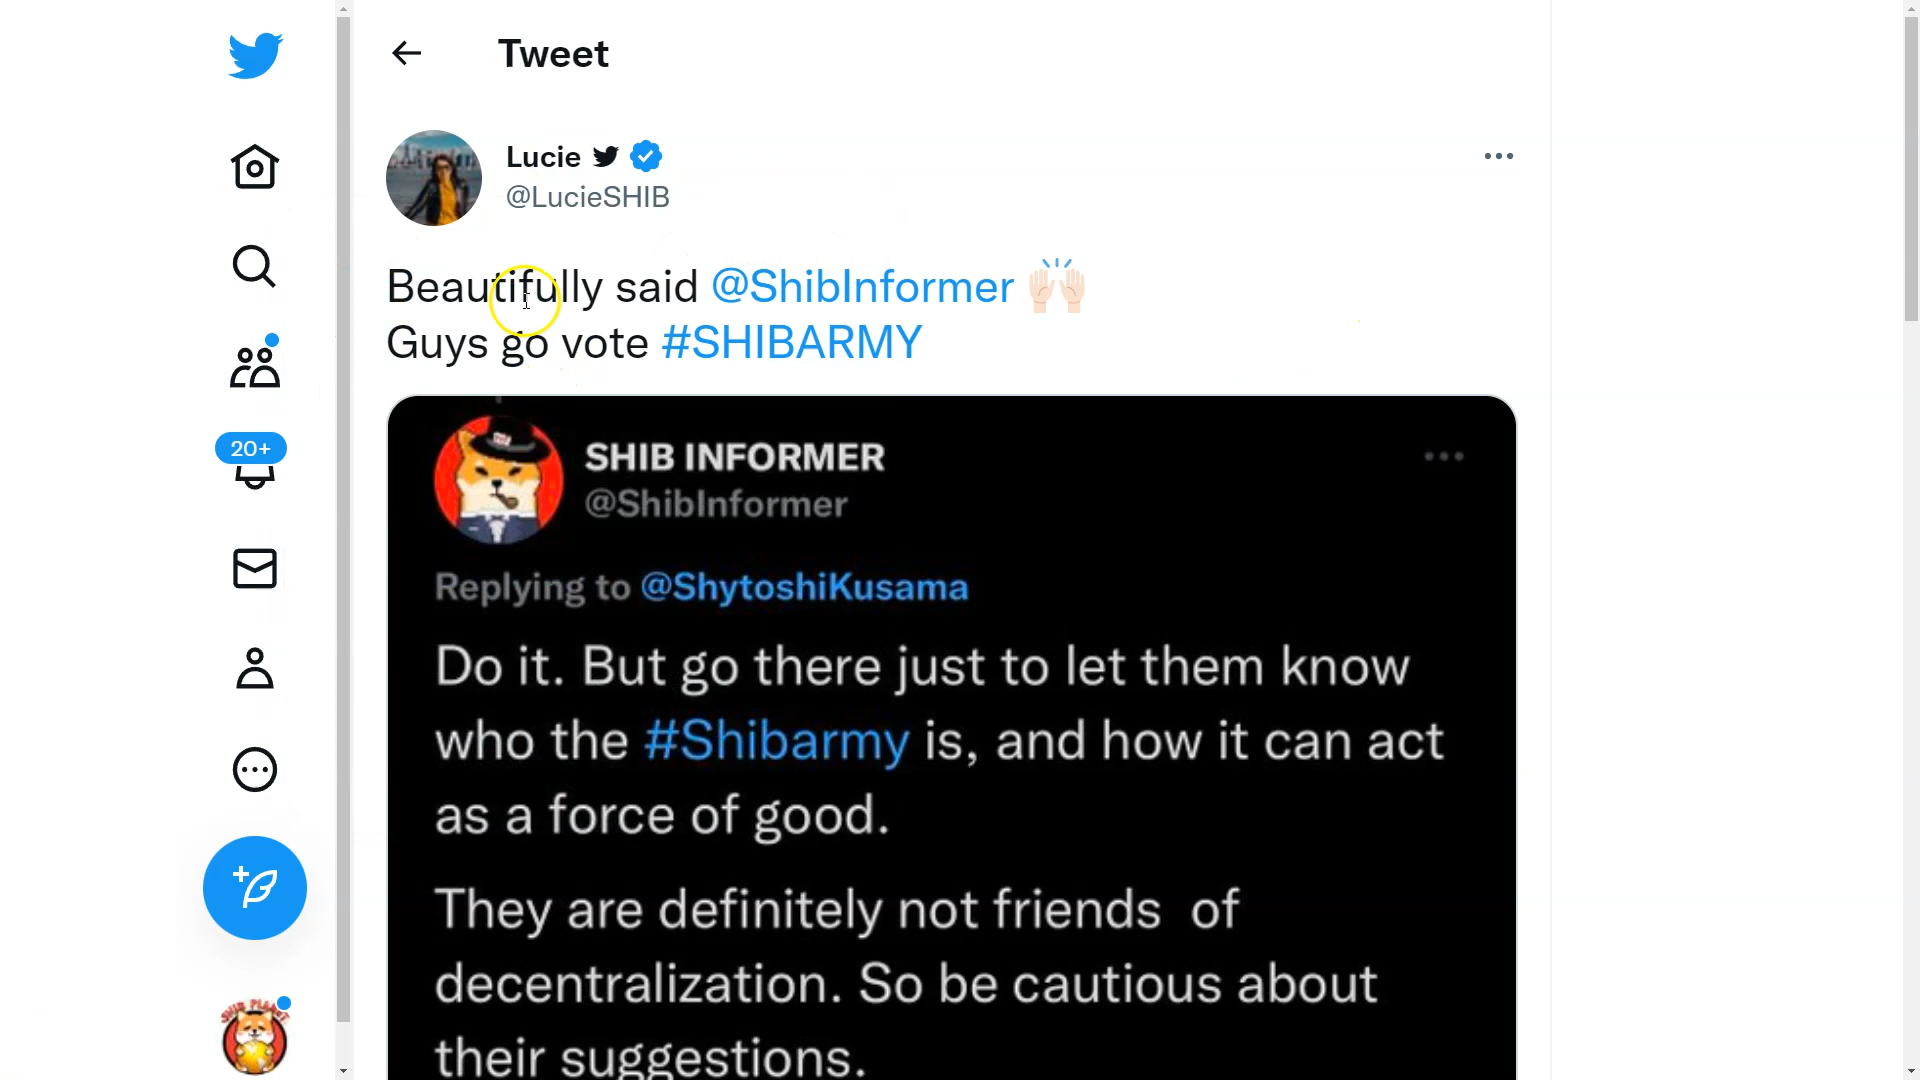 Tweet
Lucie
@LucieSHIB
Beautifully said @ShibInformer 🙌🏻
Guys go vote #SHIBARMY
SHIB INFORMER
@ShibInformer
Replying to @ShytoshiKusama
Do it. But go there just to let them know
who the #Shibarmy is, and how it can act
as a force of good.
They are definitely not friends of
decentralization. So be cautious about
their suggestions.
20+
SHIB PLANET